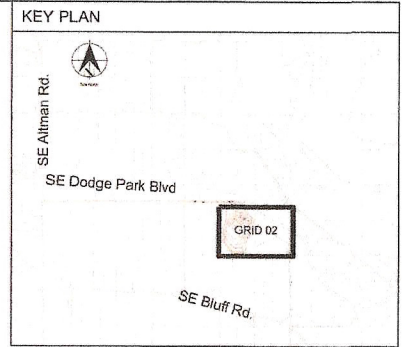 KEY PLAN
SE Altman Rd.
SE Dodge Park Blvd
GRID 02
SE Bluff Rd.